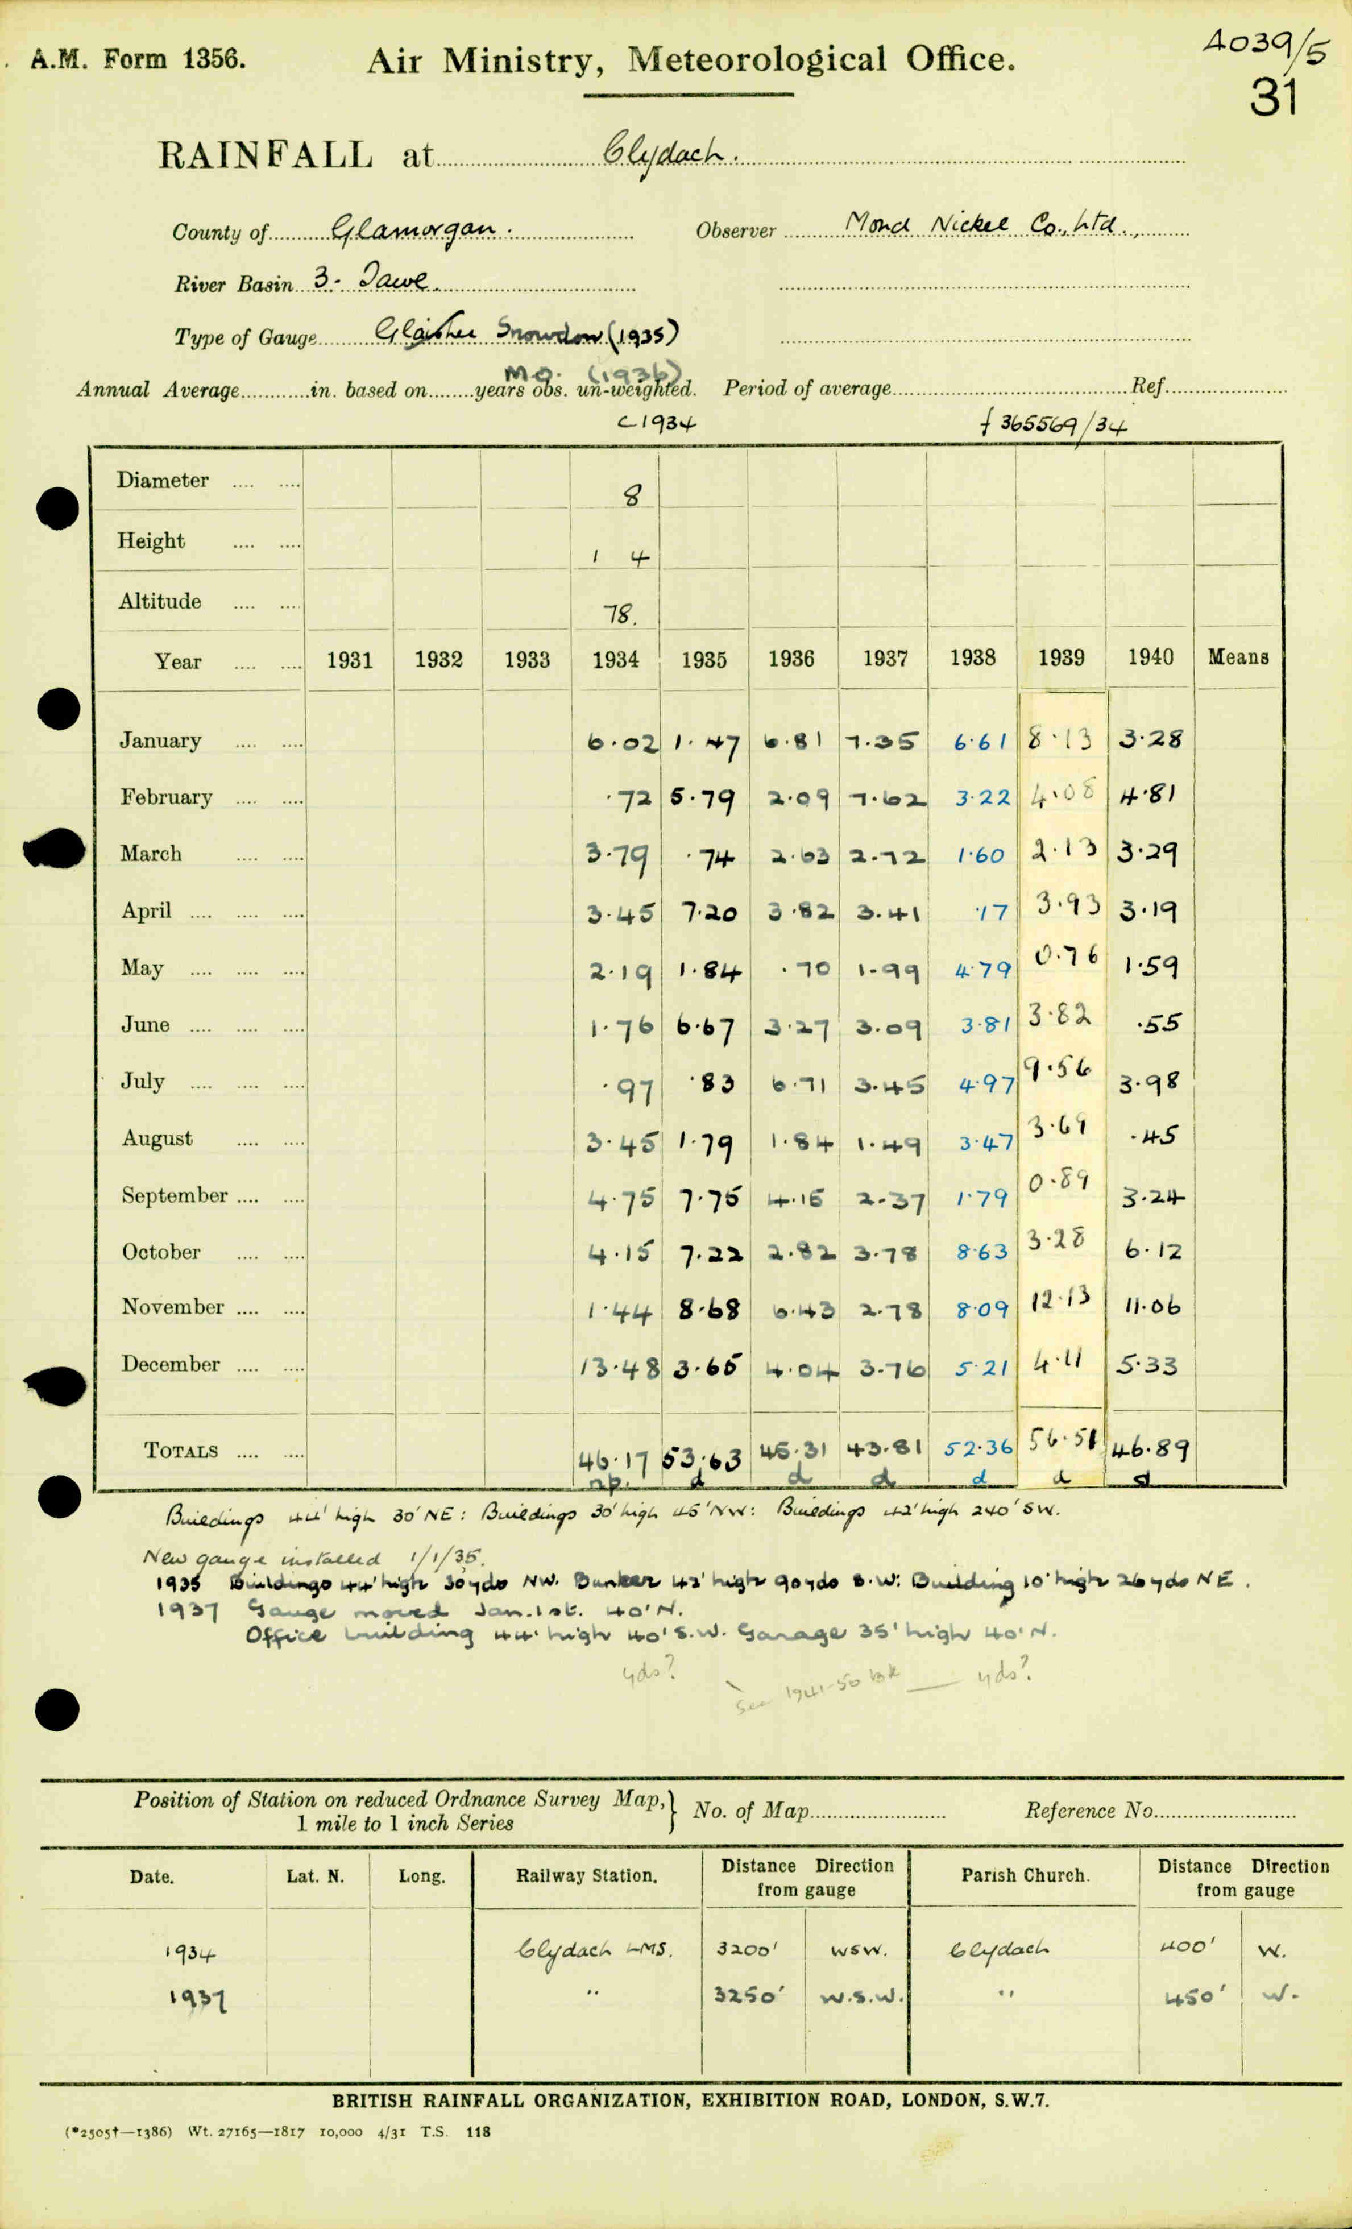 A.M. Form 1356.
Air Ministry, Meteorological Office.
4039/5
31
RAINFALL at Clydach.
County of Glamorgan. Observer Mond Nickel Co., Ltd.,
River Basin 3. Tawe.
Type of Gauge Glaisher Snowdon (1935)
M.O. (1936)
Annual Average in. based on years obs. un-weighted. Period of average Ref.
c1934 f 365569/34
Diameter 8
Height 1 4
Altitude 78.
Year 1931 1932 1933 1934 1935 1936 1937 1938 1939 1940 Means
January 6.02 1.47 6.81 7.35 6.61 8.13 3.28
February .72 5.79 2.09 7.62 3.22 4.08 4.81
March 3.79 .74 2.63 2.72 1.60 2.13 3.29
April 3.45 7.20 3.82 3.41 .17 3.93 3.19
May 2.19 1.84 .70 1.99 4.79 0.76 1.59
June 1.76 6.67 3.27 3.09 3.81 3.82 .55
July .97 .83 6.71 3.45 4.97 9.56 3.98
August 3.45 1.79 1.84 1.49 3.47 3.69 .45
September 4.75 7.75 4.15 2.37 1.79 0.89 3.24
October 4.15 7.22 2.82 3.78 8.63 3.28 6.12
November 1.44 8.68 6.43 2.78 8.09 12.13 11.06
December 13.48 3.65 4.04 3.76 5.21 4.11 5.33
TOTALS 46.17 53.63 45.31 43.81 52.36 56.51 46.89
np. d d d d d d
Buildings 44' high 30' NE: Buildings 30' high 45' NW: Buildings 42' high 240' SW.
New gauge installed 1/1/35.
1935 Buildings 44' high 30 yds NW. Bunker 42' high 90 yds S.W: Building 10' high 26 yds NE.
1937 Gauge moved Jan. 1st. 40' N.
Office building 44' high 40' S.W. Garage 35' high 40' N.
yds? yds?
See 1941-50 bk
Position of Station on reduced Ordnance Survey Map, 1 mile to 1 inch Series } No. of Map Reference No.
Date. Lat. N. Long. Railway Station. Distance Direction from gauge Parish Church. Distance Direction from gauge
1934 Clydach LMS. 3200' WSW. Clydach 400' W.
1937 " 3250' W.S.W. " 450' W.
BRITISH RAINFALL ORGANIZATION, EXHIBITION ROAD, LONDON, S.W.7.
(*2505†—1386) Wt. 27165—1817 10,000 4/31 T.S. 118